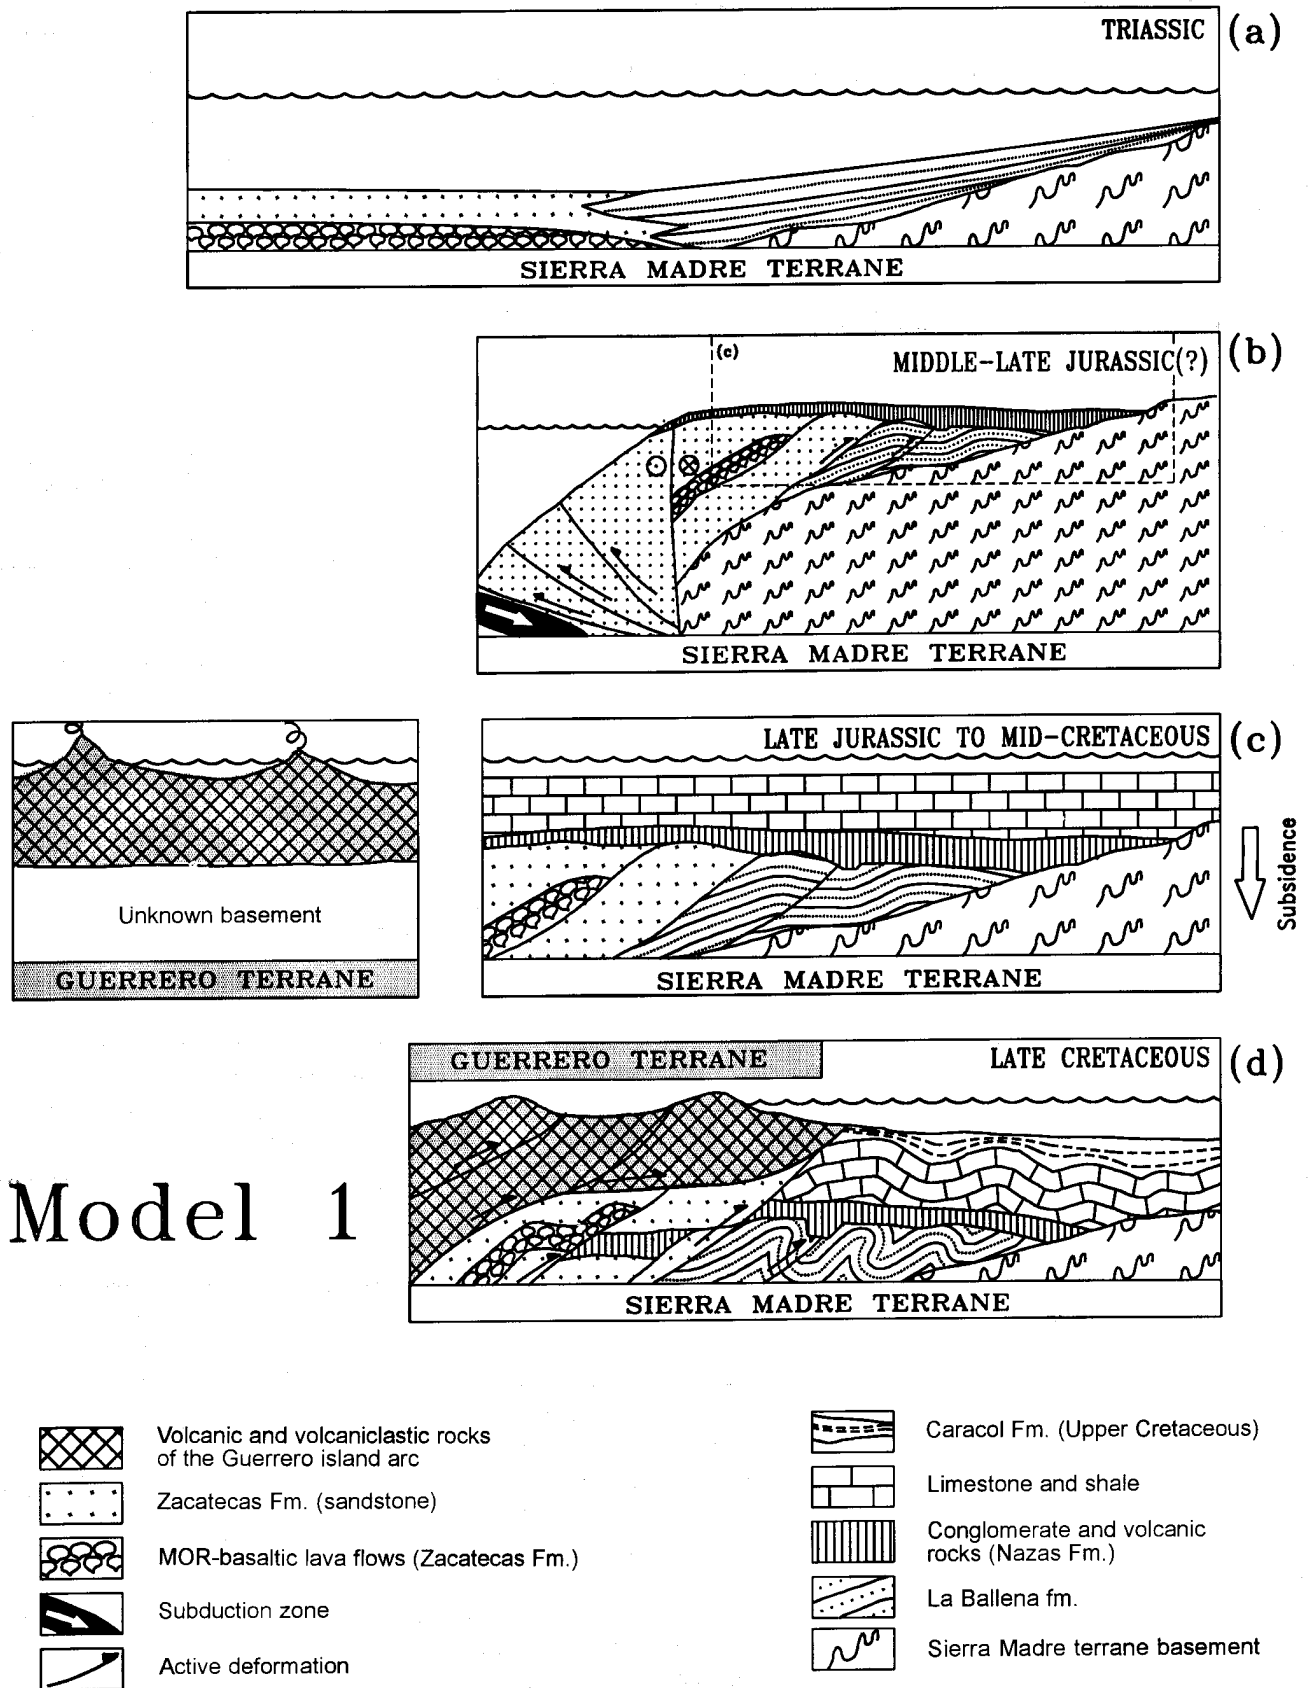 TRIASSIC (a)
SIERRA MADRE TERRANE
(c)
MIDDLE-LATE JURASSIC(?) (b)
SIERRA MADRE TERRANE
LATE JURASSIC TO MID-CRETACEOUS (c)
Subsidence
Unknown basement
GUERRERO TERRANE
SIERRA MADRE TERRANE
GUERRERO TERRANE
LATE CRETACEOUS (d)
Model 1
SIERRA MADRE TERRANE
Volcanic and volcaniclastic rocks
of the Guerrero island arc
Zacatecas Fm. (sandstone)
MOR-basaltic lava flows (Zacatecas Fm.)
Subduction zone
Active deformation
Caracol Fm. (Upper Cretaceous)
Limestone and shale
Conglomerate and volcanic
rocks (Nazas Fm.)
La Ballena fm.
Sierra Madre terrane basement